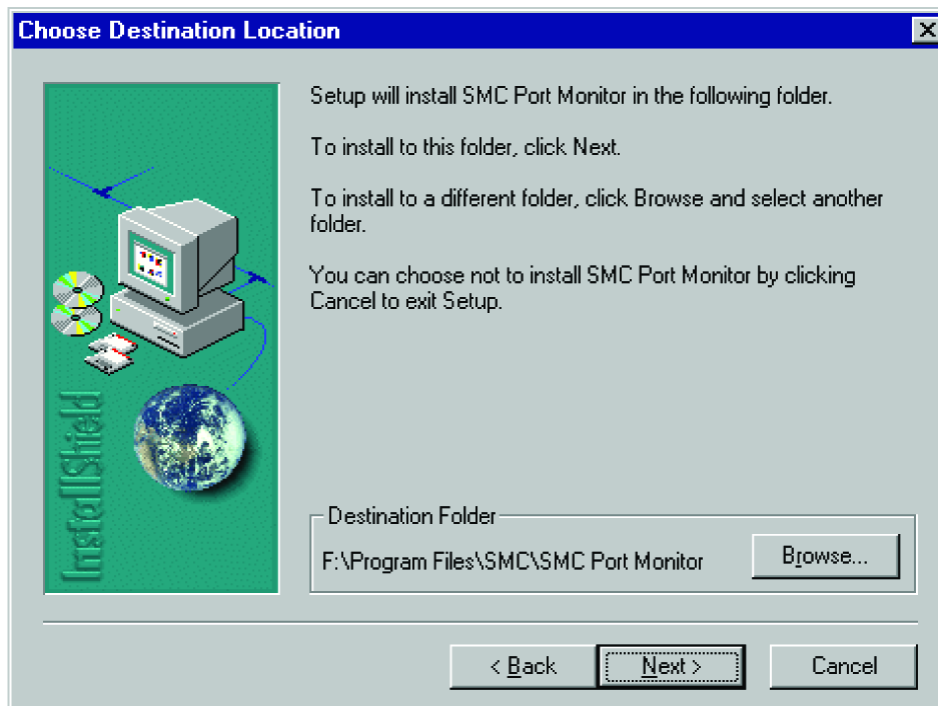 Choose Destination Location
Setup will install SMC Port Monitor in the following folder.
To install to this folder, click Next.
To install to a different folder, click Browse and select another
folder.
You can choose not to install SMC Port Monitor by clicking
Cancel to exit Setup.
InstallShield
Destination Folder
F:\Program Files\SMC\SMC Port Monitor
Browse...
< Back
Next >
Cancel